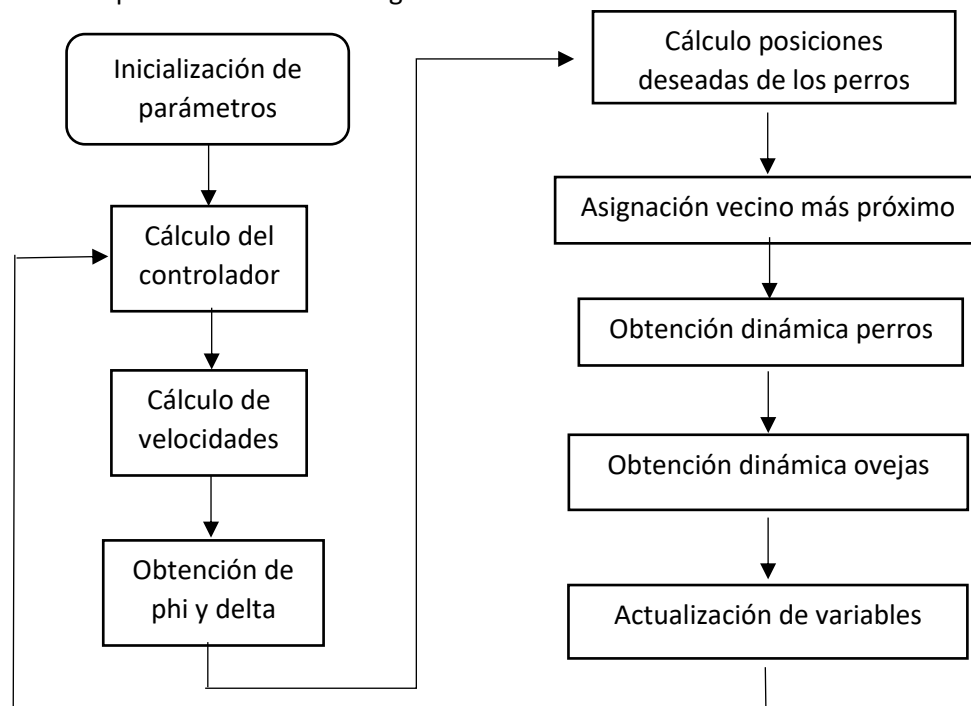 Inicialización de
parámetros
Cálculo del
controlador
Cálculo de
velocidades
Obtención de
phi y delta
Cálculo posiciones
deseadas de los perros
Asignación vecino más próximo
Obtención dinámica perros
Obtención dinámica ovejas
Actualización de variables